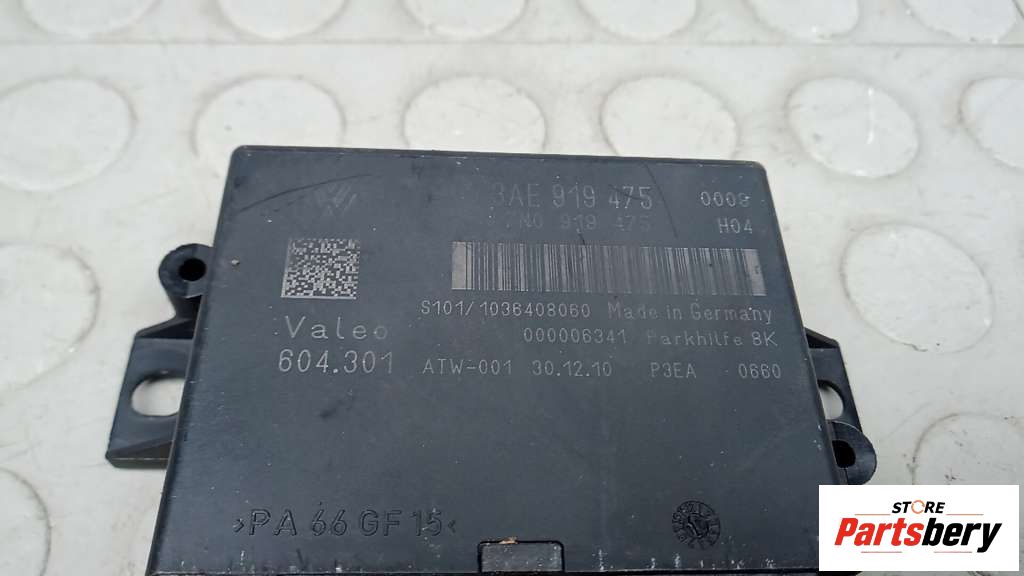 3AE 919 475 0009
7N0 919 475 H04
S101/1036408060 Made in Germany
Valeo 000006341 Parkhilfe 8K
604.301 ATW-001 30.12.10 P3EA 0660
>PA 66 GF 15<
STORE
Partsbery